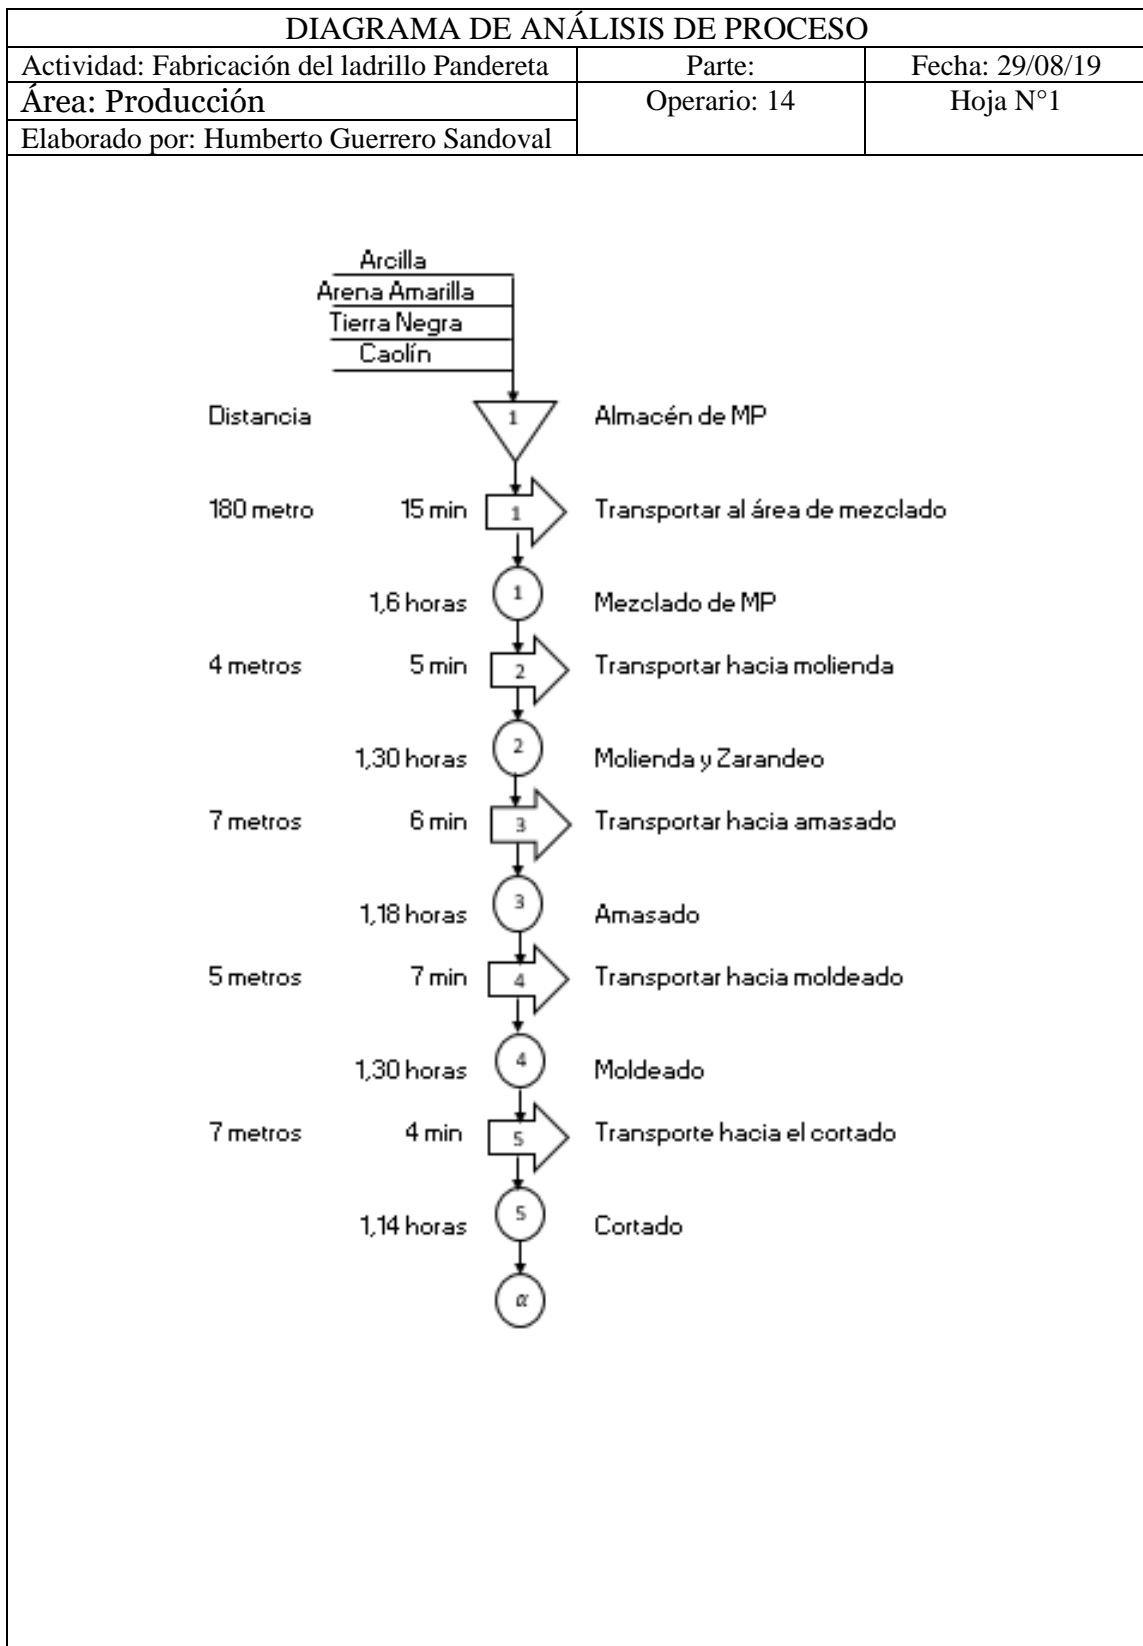 DIAGRAMA DE ANÁLISIS DE PROCESO
Actividad: Fabricación del ladrillo Pandereta Parte: Fecha: 29/08/19
Área: Producción Operario: 14 Hoja N°1
Elaborado por: Humberto Guerrero Sandoval
Arcilla
Arena Amarilla
Tierra Negra
Caolín
Distancia 1 Almacén de MP
180 metro 15 min 1 Transportar al área de mezclado
1,6 horas 1 Mezclado de MP
4 metros 5 min 2 Transportar hacia molienda
1,30 horas 2 Molienda y Zarandeo
7 metros 6 min 3 Transportar hacia amasado
1,18 horas 3 Amasado
5 metros 7 min 4 Transportar hacia moldeado
1,30 horas 4 Moldeado
7 metros 4 min 5 Transporte hacia el cortado
1,14 horas 5 Cortado
α